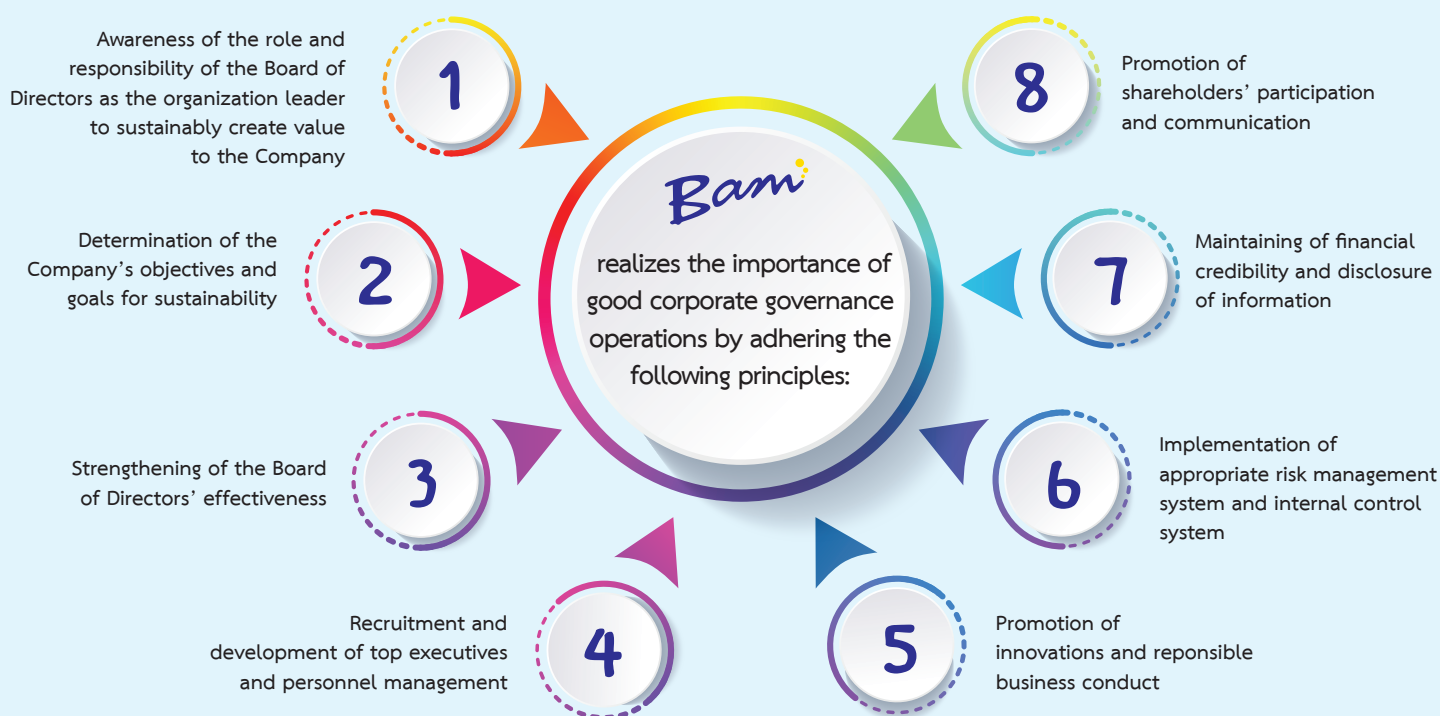 Bam
realizes the importance of
good corporate governance
operations by adhering the
following principles:
1
Awareness of the role and
responsibility of the Board of
Directors as the organization leader
to sustainably create value
to the Company
2
Determination of the
Company's objectives and
goals for sustainability
3
Strengthening of the Board
of Directors' effectiveness
4
Recruitment and
development of top executives
and personnel management
5
Promotion of
innovations and reponsible
business conduct
6
Implementation of
appropriate risk management
system and internal control
system
7
Maintaining of financial
credibility and disclosure
of information
8
Promotion of
shareholders' participation
and communication